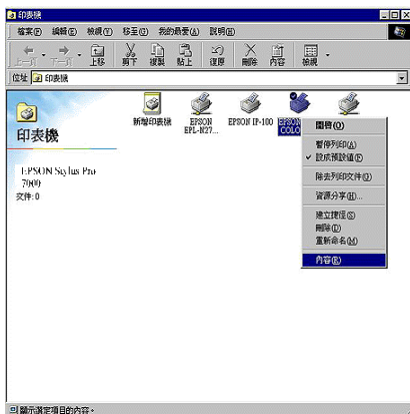 印表機
檔案(F) 編輯(E) 檢視(V) 移至(G) 我的最愛(A) 說明(H)
上一頁 下一頁 上移 剪下 複製 貼上 復原 刪除 內容 檢視
網址 印表機
印表機
EPSON Stylus Pro
7000
文件: 0
新增印表機
EPSON
EPL-N27...
EPSON IP-100
EPSON
COLO
開啟(O)
暫停列印(A)
設成預設值(F)
除去列印文件(G)
資源分享(H)...
建立捷徑(S)
刪除(D)
重新命名(M)
內容(R)
顯示選定項目的內容。